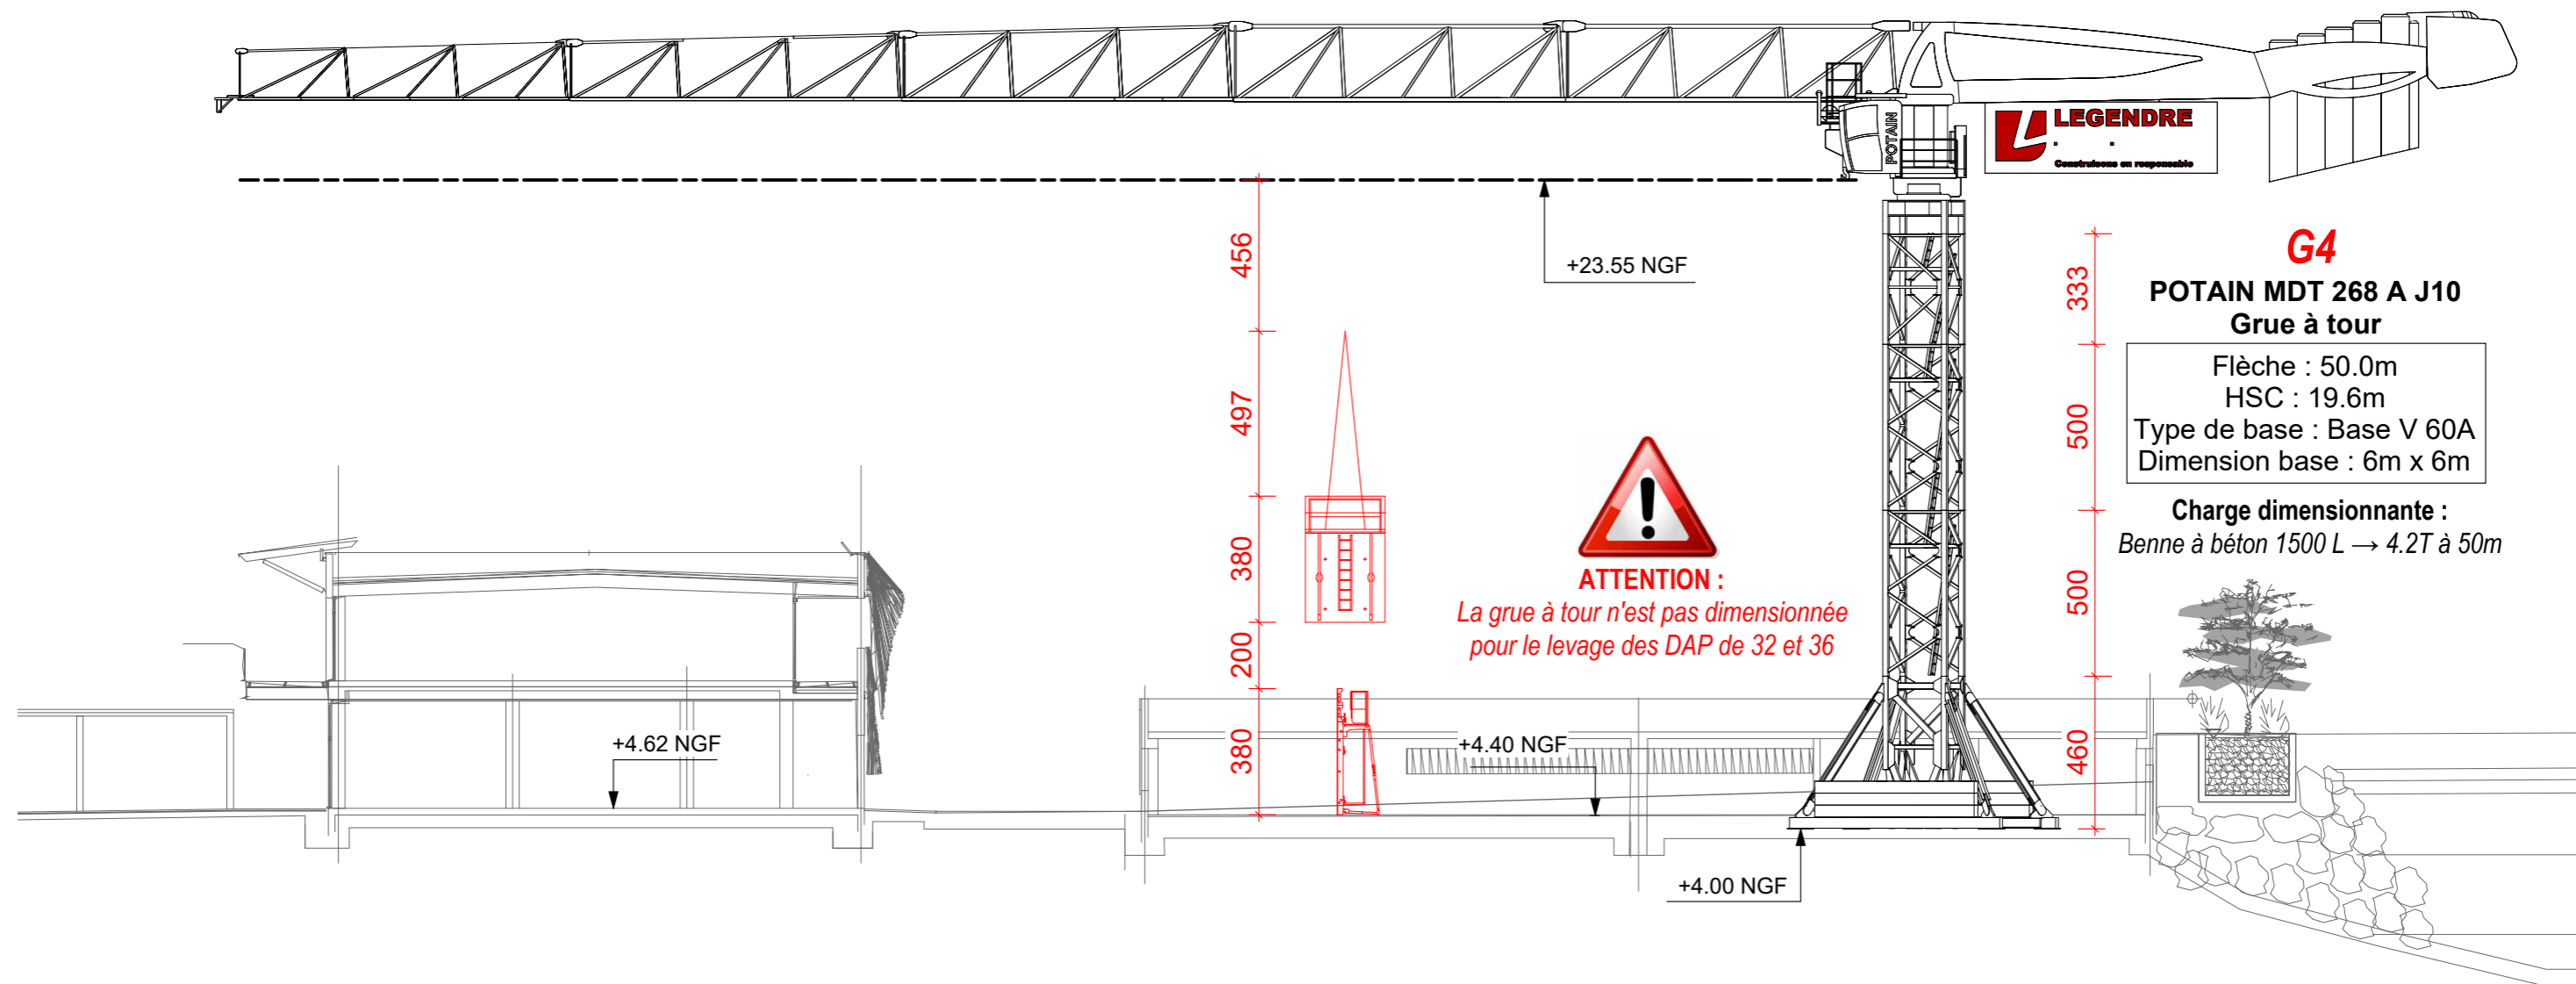 POTAIN
LEGENDRE
Construisons en responsable
+23.55 NGF
456
497
380
200
380
333
500
500
460
G4
POTAIN MDT 268 A J10
Grue à tour
Flèche : 50.0m
HSC : 19.6m
Type de base : Base V 60A
Dimension base : 6m x 6m
Charge dimensionnante :
Benne à béton 1500 L → 4.2T à 50m
ATTENTION :
La grue à tour n'est pas dimensionnée
pour le levage des DAP de 32 et 36
+4.62 NGF
+4.40 NGF
+4.00 NGF